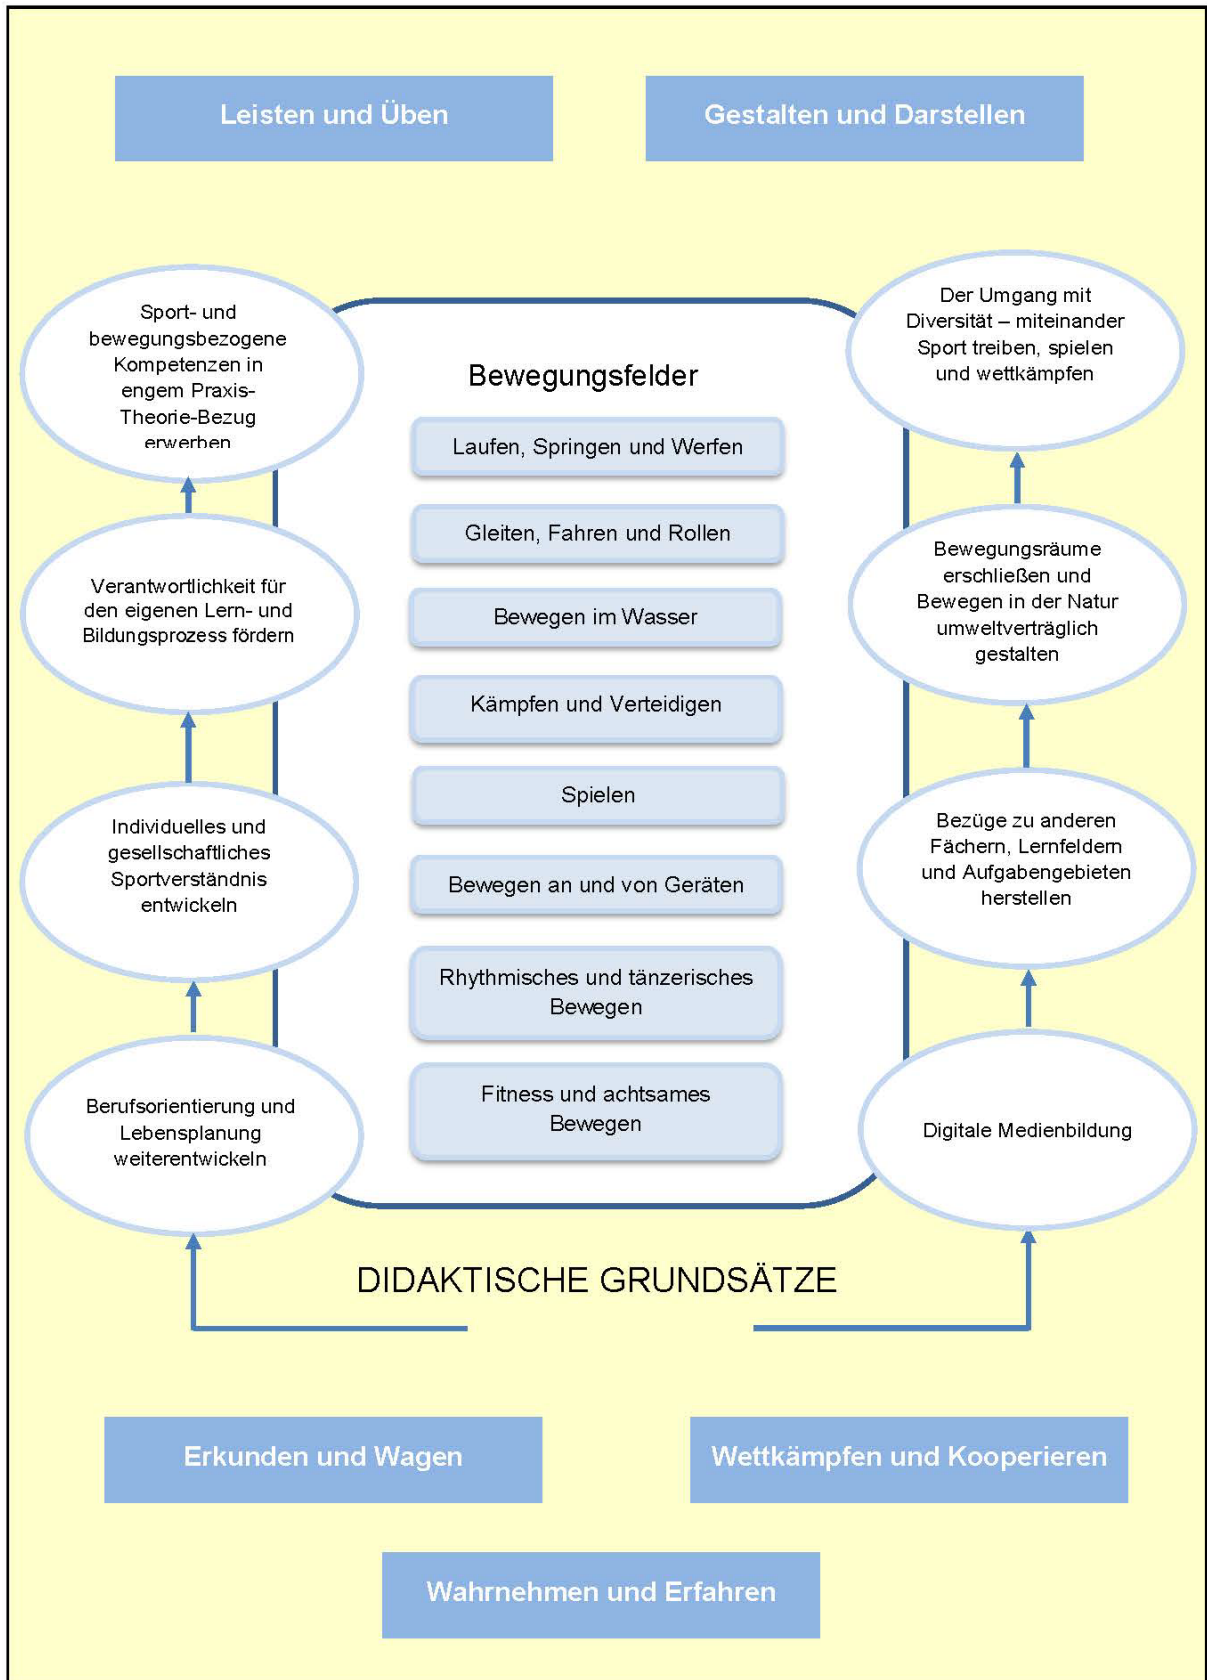 Leisten und Üben
Gestalten und Darstellen
Sport- und
bewegungsbezogene
Kompetenzen in
engem Praxis-
Theorie-Bezug
erwerben
Verantwortlichkeit für
den eigenen Lern- und
Bildungsprozess fördern
Individuelles und
gesellschaftliches
Sportverständnis
entwickeln
Berufsorientierung und
Lebensplanung
weiterentwickeln
Bewegungsfelder
Laufen, Springen und Werfen
Gleiten, Fahren und Rollen
Bewegen im Wasser
Kämpfen und Verteidigen
Spielen
Bewegen an und von Geräten
Rhythmisches und tänzerisches
Bewegen
Fitness und achtsames
Bewegen
Der Umgang mit
Diversität – miteinander
Sport treiben, spielen
und wettkämpfen
Bewegungsräume
erschließen und
Bewegen in der Natur
umweltverträglich
gestalten
Bezüge zu anderen
Fächern, Lernfeldern
und Aufgabengebieten
herstellen
Digitale Medienbildung
DIDAKTISCHE GRUNDSÄTZE
Erkunden und Wagen
Wettkämpfen und Kooperieren
Wahrnehmen und Erfahren